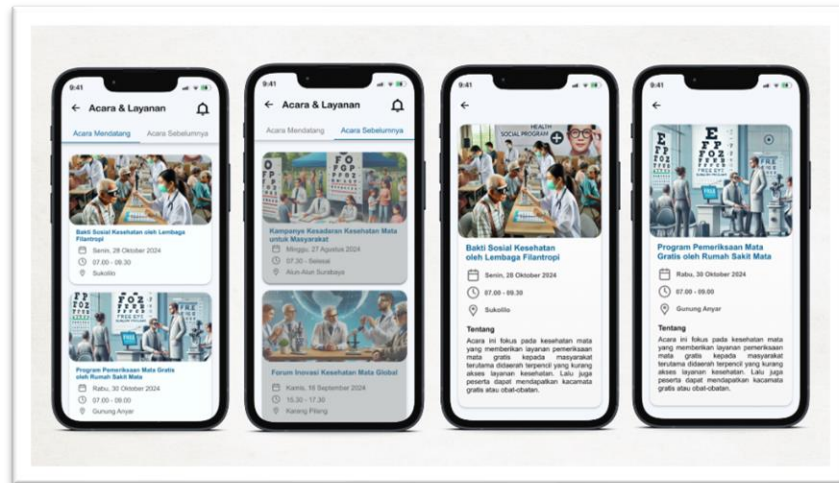 9:41
Acara & Layanan
Acara Mendatang Acara Sebelumnya
Bakti Sosial Kesehatan oleh Lembaga
Filantropi
Senin, 28 Oktober 2024
07.00 - 09.30
Sukolilo
E
F P
FOZ
FREE
FREE EYE
Program Pemeriksaan Mata Gratis
oleh Rumah Sakit Mata
Rabu, 30 Oktober 2024
07.00 - 09.00
Gunung Anyar
9:41
Acara & Layanan
Acara Mendatang Acara Sebelumnya
Kampanye Kesadaran Kesehatan Mata
untuk Masyarakat
Minggu, 27 Agustus 2024
07.30 - Selesai
Alun-Alun Surabaya
Forum Inovasi Kesehatan Mata Global
Kamis, 19 September 2024
15.30 - 17.30
Karang Pilang
9:41
HEALTH
SOCIAL PROGRAM
Bakti Sosial Kesehatan
oleh Lembaga Filantropi
Senin, 28 Oktober 2024
07.00 - 09.30
Sukolilo
Tentang
Acara ini fokus pada kesehatan mata
yang memberikan layanan pemeriksaan
mata gratis kepada masyarakat
terutama didaerah terpencil yang kurang
akses layanan kesehatan. Lalu juga
peserta dapat mendapatkan kacamata
gratis atau obat-obatan.
9:41
E
F P
FOZ
FREE
Program Pemeriksaan Mata
Gratis oleh Rumah Sakit Mata
Rabu, 30 Oktober 2024
07.00 - 09.00
Gunung Anyar
Tentang
Acara ini fokus pada kesehatan mata
yang memberikan layanan pemeriksaan
mata gratis kepada masyarakat
terutama didaerah terpencil yang kurang
akses layanan kesehatan. Lalu juga
peserta dapat mendapatkan kacamata
gratis atau obat-obatan.